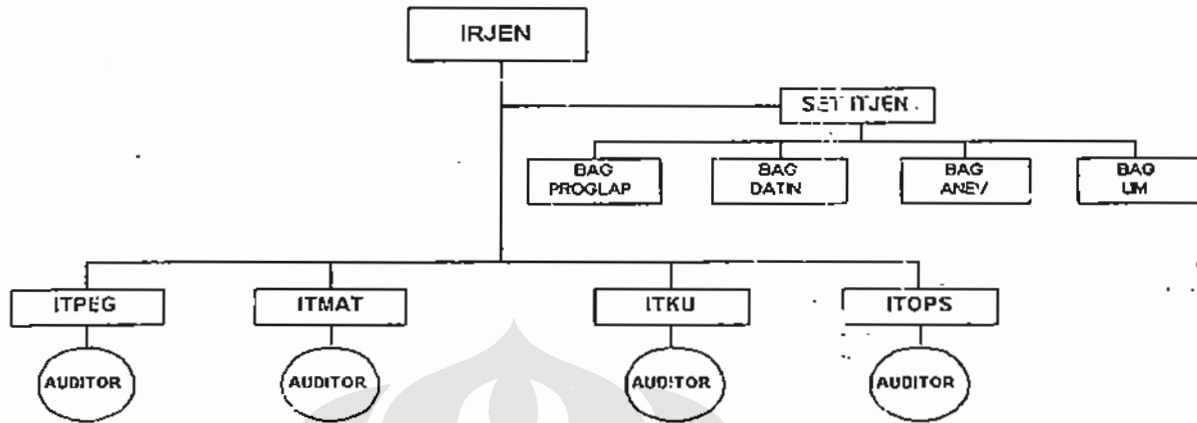 IRJEN
SET ITJEN
BAG
PROGLAP
BAG
DATIN
BAG
ANEV
BAG
UM
ITPEG
ITMAT
ITKU
ITOPS
AUDITOR
AUDITOR
AUDITOR
AUDITOR